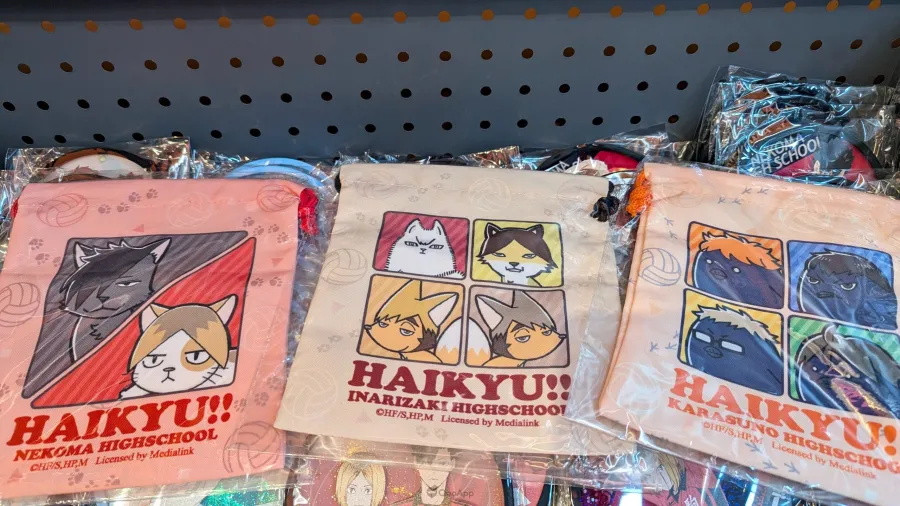 HAIKYU!!
NEKOMA HIGHSCHOOL
©HF/S,HP,M Licensed by Medialink
HAIKYU!!
INARIZAKI HIGHSCHOOL
©HF/S,HP,M Licensed by Medialink
HAIKYU!!
KARASUNO HIGHSCHOO
©HF/S,HP,M Licensed by Medialink
H SCHOOL